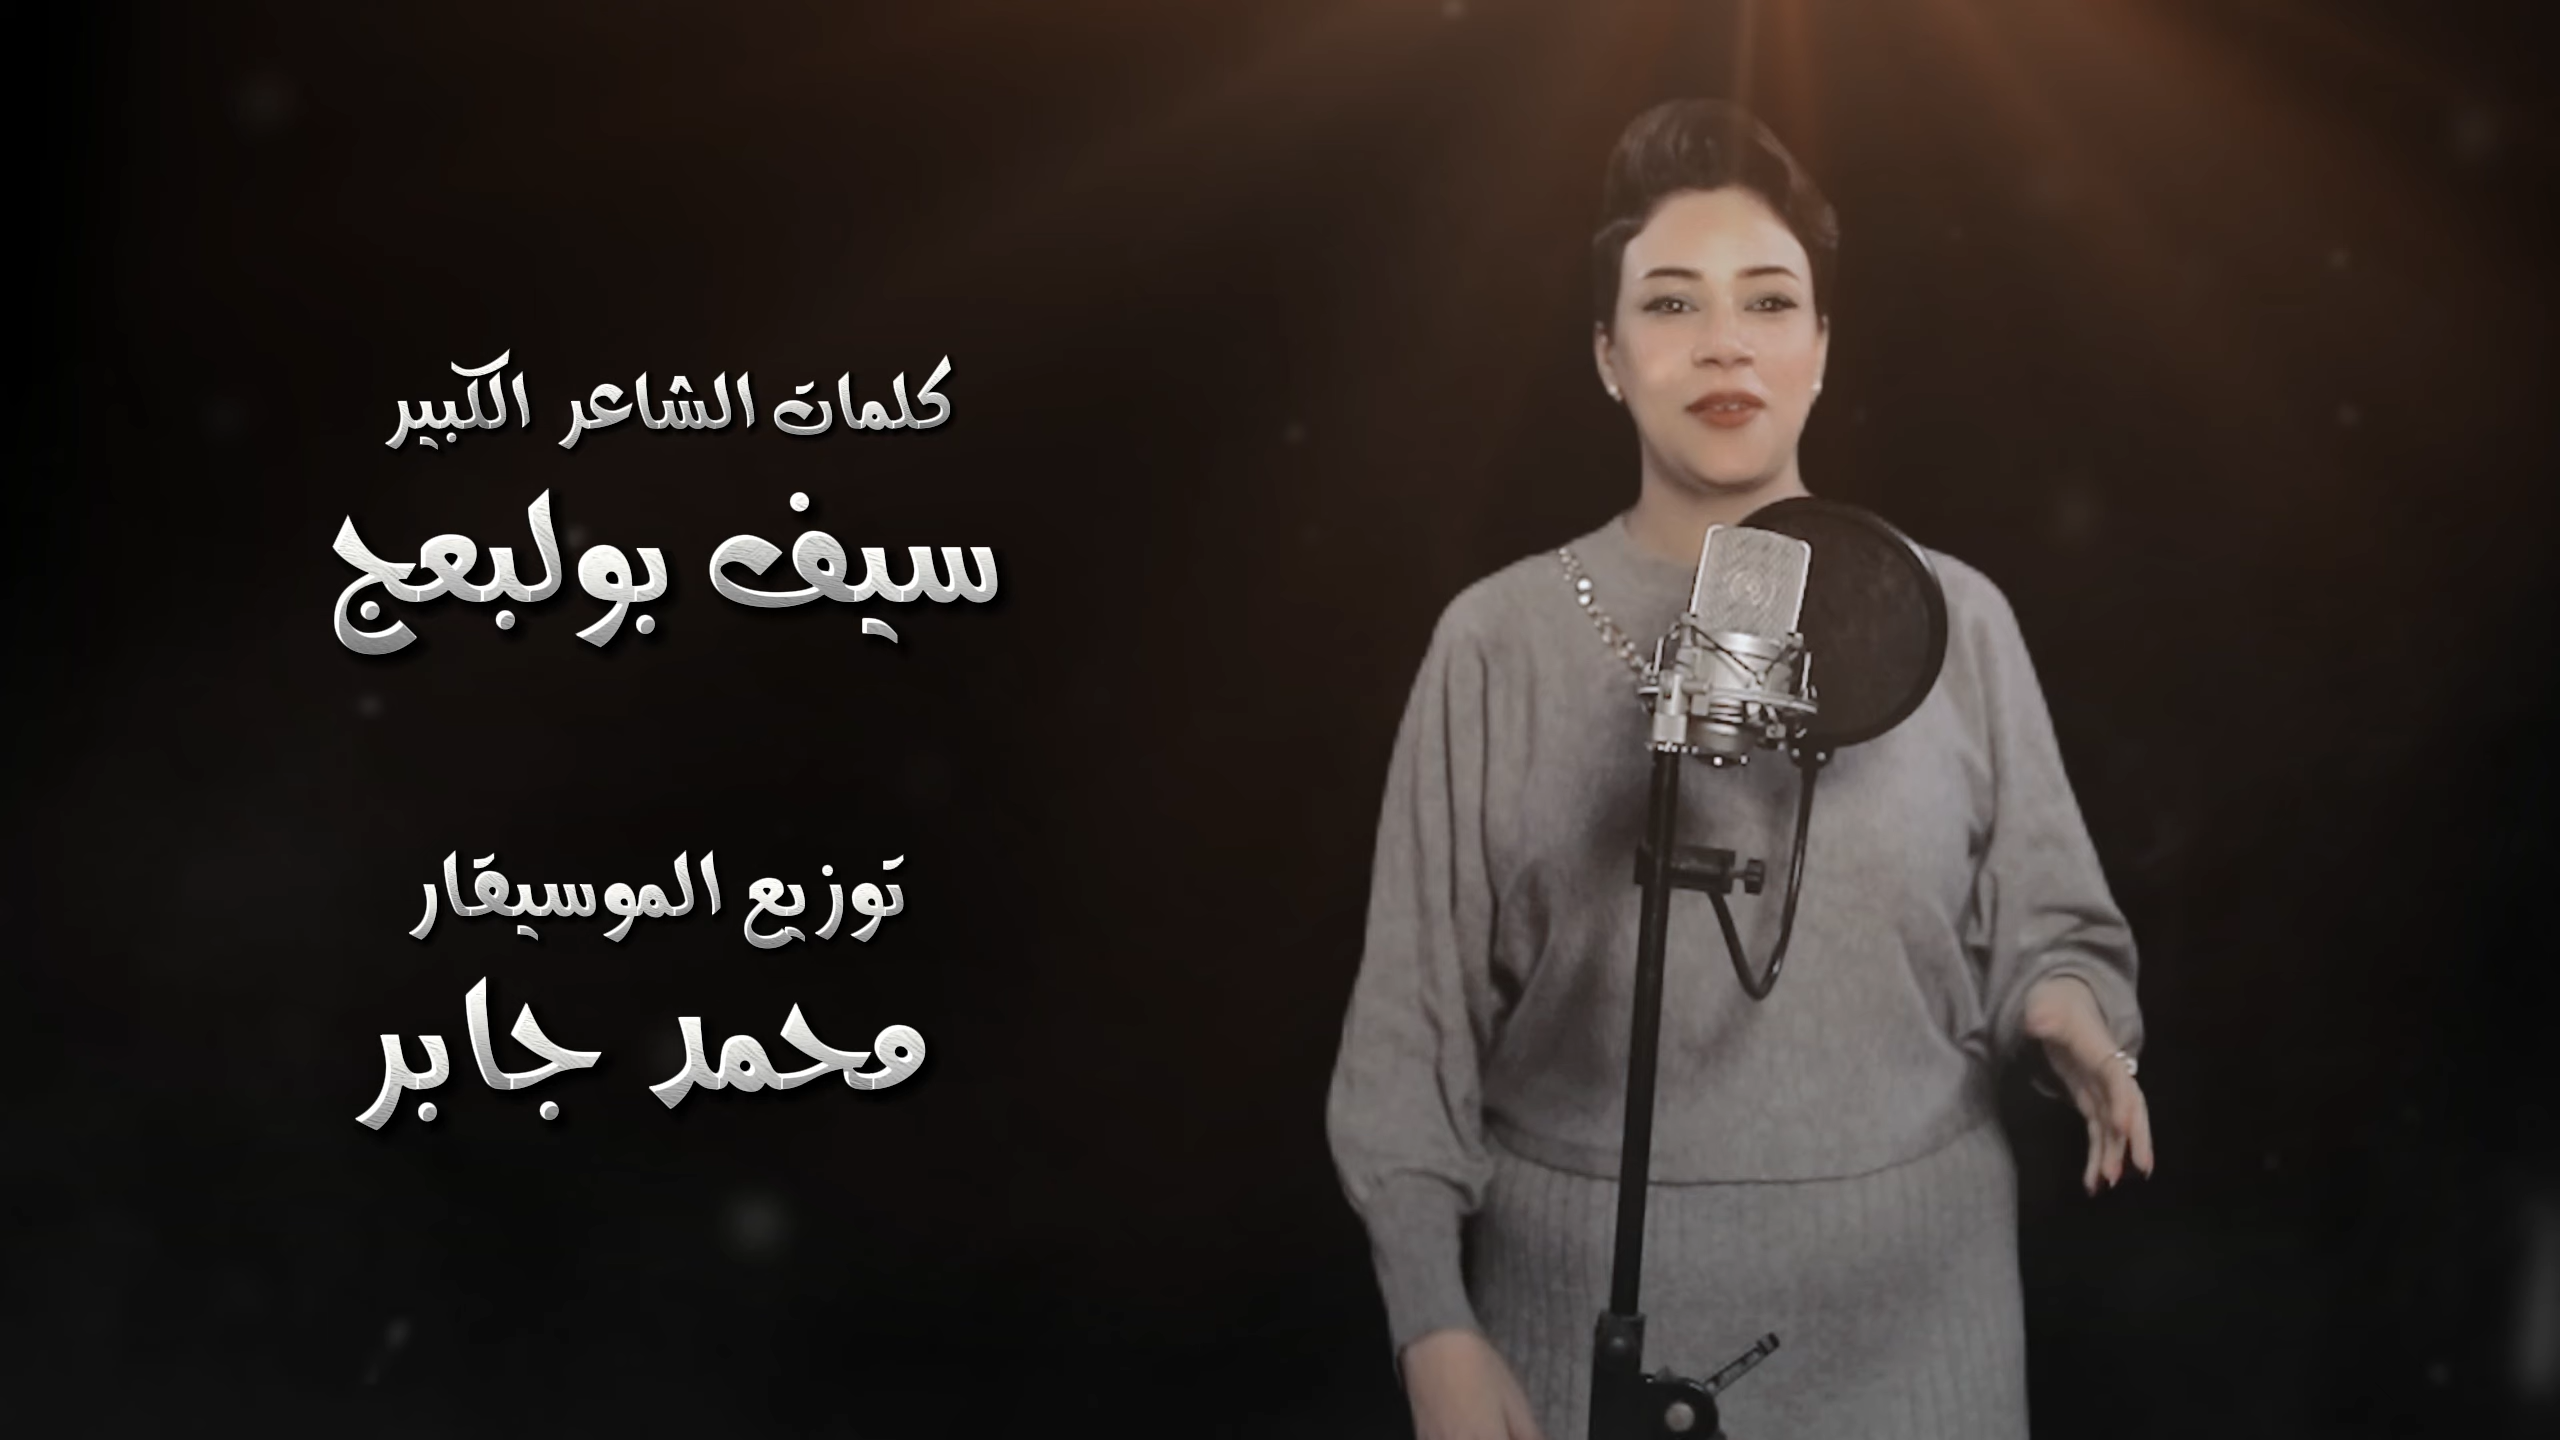 كلمات الشاعر الكبير
سيف بولبعج
توزيع الموسيقار
محمد جابر